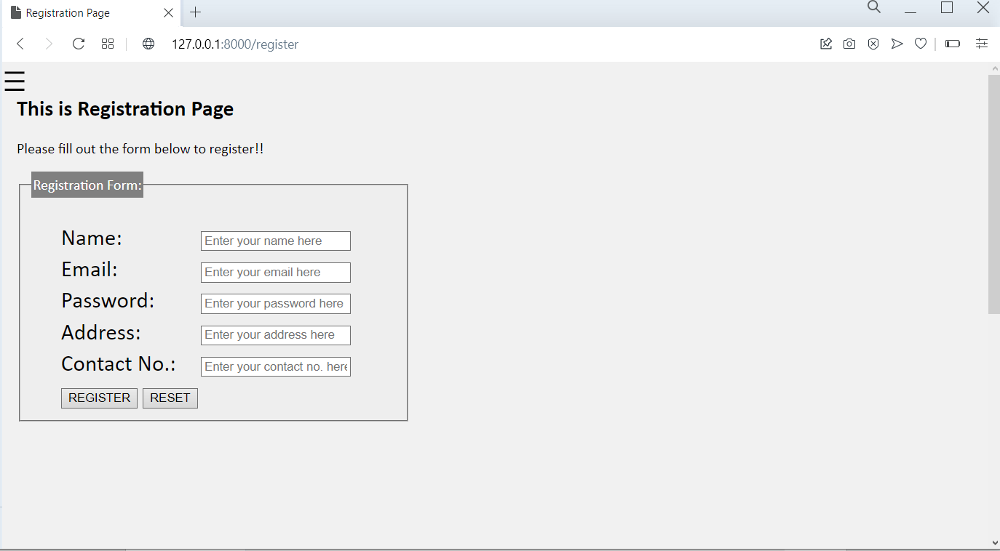 Registration Page
127.0.0.1:8000/register
This is Registration Page
Please fill out the form below to register!!
Registration Form:
Name: Enter your name here
Email: Enter your email here
Password: Enter your password here
Address: Enter your address here
Contact No.: Enter your contact no. here
REGISTER RESET